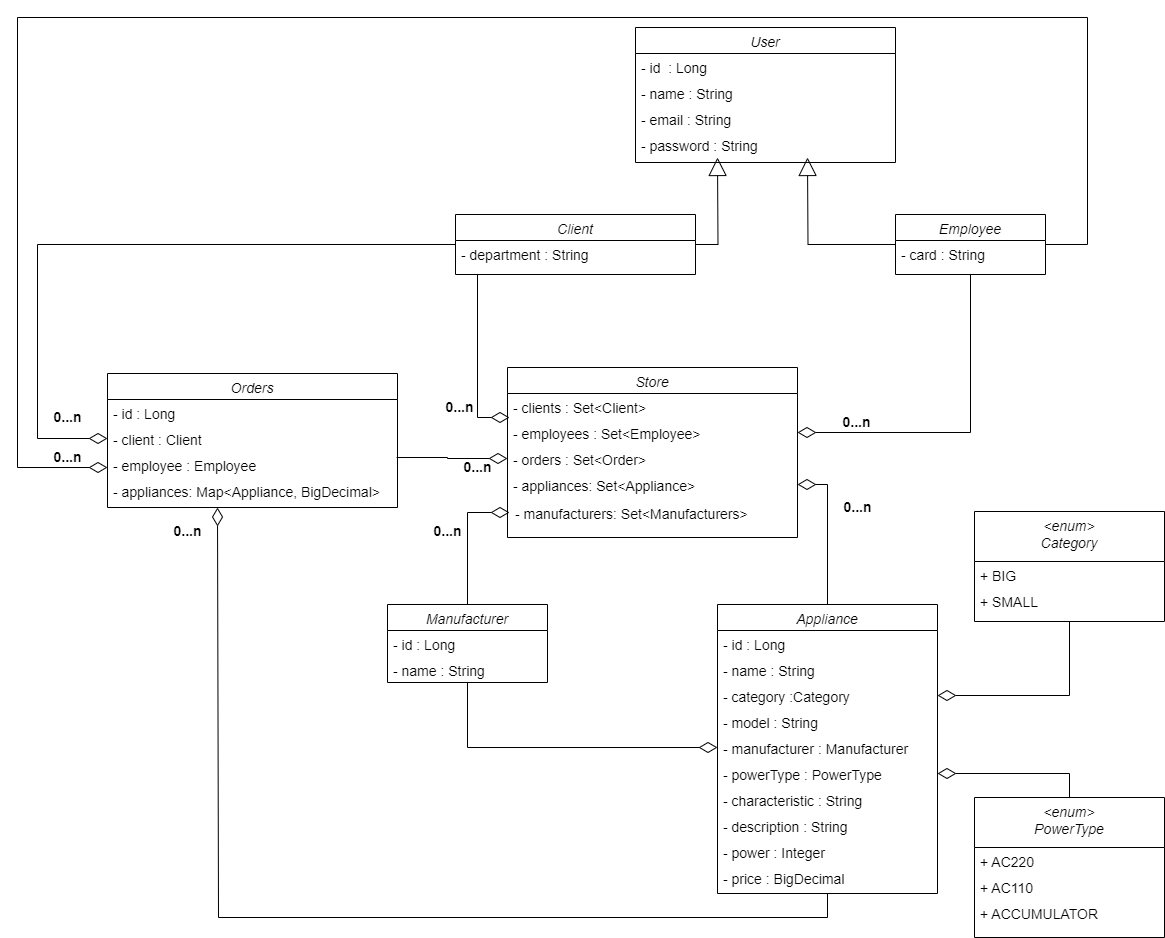 User
- id  : Long
- name : String
- email : String
- password : String
Client
- department : String
Employee
- card : String
Orders
- id : Long
- client : Client
- employee : Employee
- appliances: Map<Appliance, BigDecimal>
0...n
0...n
0...n
Store
- clients : Set<Client>
- employees : Set<Employee>
- orders : Set<Order>
- appliances: Set<Appliance>
- manufacturers: Set<Manufacturers>
0...n
0...n
0...n
0...n
0...n
Manufacturer
- id : Long
- name : String
Appliance
- id : Long
- name : String
- category :Category
- model : String
- manufacturer : Manufacturer
- powerType : PowerType
- characteristic : String
- description : String
- power : Integer
- price : BigDecimal
<enum>
Category
+ BIG
+ SMALL
<enum>
PowerType
+ AC220
+ AC110
+ ACCUMULATOR